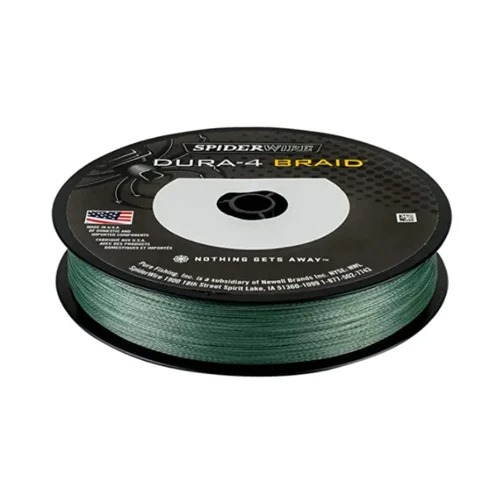 SPIDERWIRE
DURA-4 BRAID
MADE IN U.S.A.
OF DOMESTIC AND
IMPORTED COMPONENTS
FABRIQUÉ AUX U.S.A.
AVEC DES PRODUITS
DOMESTIQUES ET IMPORTÉS
NOTHING GETS AWAY™
Pure Fishing, Inc. is a subsidiary of Newell Brands Inc. NYSE: NWL
SpiderWire 1900 18th Street Spirit Lake, IA 51360-1099 1-877-502-7743